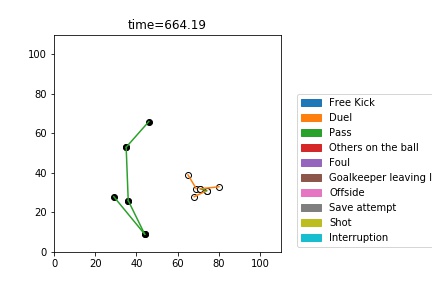 time=664.19
100
80
60
40
20
0
0 20 40 60 80 100
Free Kick
Duel
Pass
Others on the ball
Foul
Goalkeeper leaving l
Offside
Save attempt
Shot
Interruption